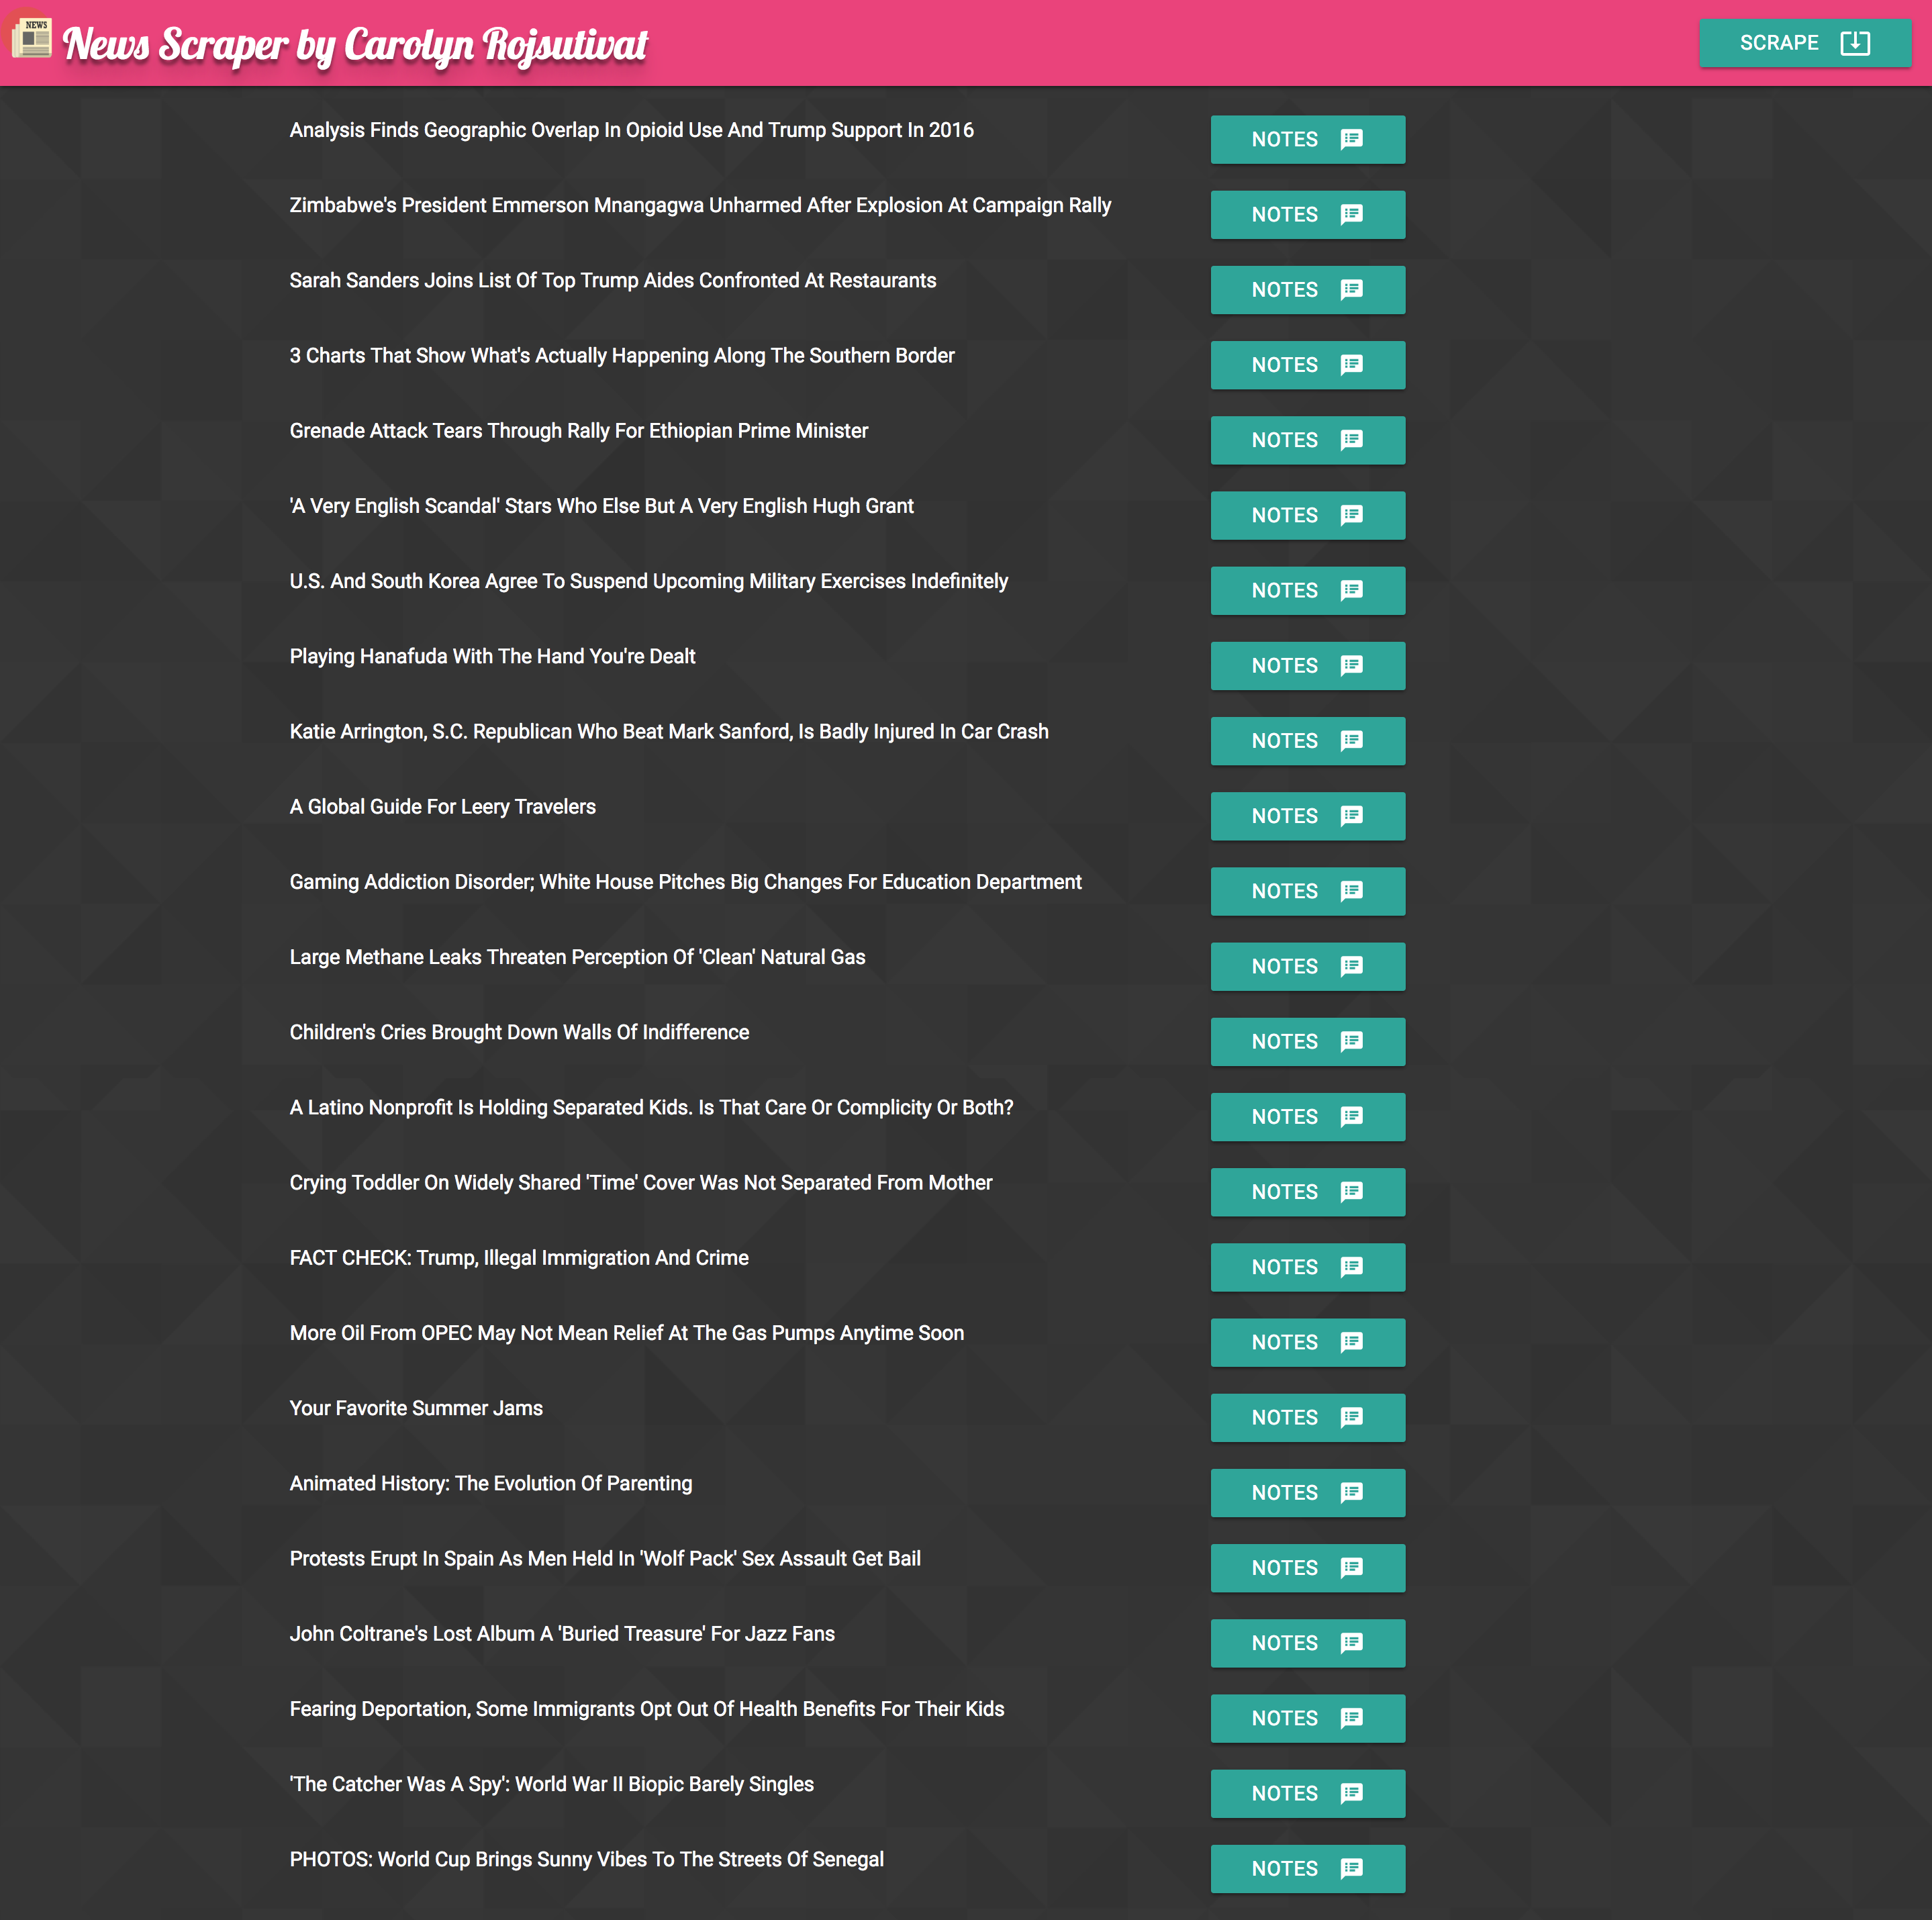 NEWS
News Scraper by Carolyn Rojsutivat
SCRAPE
Analysis Finds Geographic Overlap In Opioid Use And Trump Support In 2016
NOTES
Zimbabwe's President Emmerson Mnangagwa Unharmed After Explosion At Campaign Rally
NOTES
Sarah Sanders Joins List Of Top Trump Aides Confronted At Restaurants
NOTES
3 Charts That Show What's Actually Happening Along The Southern Border
NOTES
Grenade Attack Tears Through Rally For Ethiopian Prime Minister
NOTES
'A Very English Scandal' Stars Who Else But A Very English Hugh Grant
NOTES
U.S. And South Korea Agree To Suspend Upcoming Military Exercises Indefinitely
NOTES
Playing Hanafuda With The Hand You're Dealt
NOTES
Katie Arrington, S.C. Republican Who Beat Mark Sanford, Is Badly Injured In Car Crash
NOTES
A Global Guide For Leery Travelers
NOTES
Gaming Addiction Disorder; White House Pitches Big Changes For Education Department
NOTES
Large Methane Leaks Threaten Perception Of 'Clean' Natural Gas
NOTES
Children's Cries Brought Down Walls Of Indifference
NOTES
A Latino Nonprofit Is Holding Separated Kids. Is That Care Or Complicity Or Both?
NOTES
Crying Toddler On Widely Shared 'Time' Cover Was Not Separated From Mother
NOTES
FACT CHECK: Trump, Illegal Immigration And Crime
NOTES
More Oil From OPEC May Not Mean Relief At The Gas Pumps Anytime Soon
NOTES
Your Favorite Summer Jams
NOTES
Animated History: The Evolution Of Parenting
NOTES
Protests Erupt In Spain As Men Held In 'Wolf Pack' Sex Assault Get Bail
NOTES
John Coltrane's Lost Album A 'Buried Treasure' For Jazz Fans
NOTES
Fearing Deportation, Some Immigrants Opt Out Of Health Benefits For Their Kids
NOTES
'The Catcher Was A Spy': World War II Biopic Barely Singles
NOTES
PHOTOS: World Cup Brings Sunny Vibes To The Streets Of Senegal
NOTES